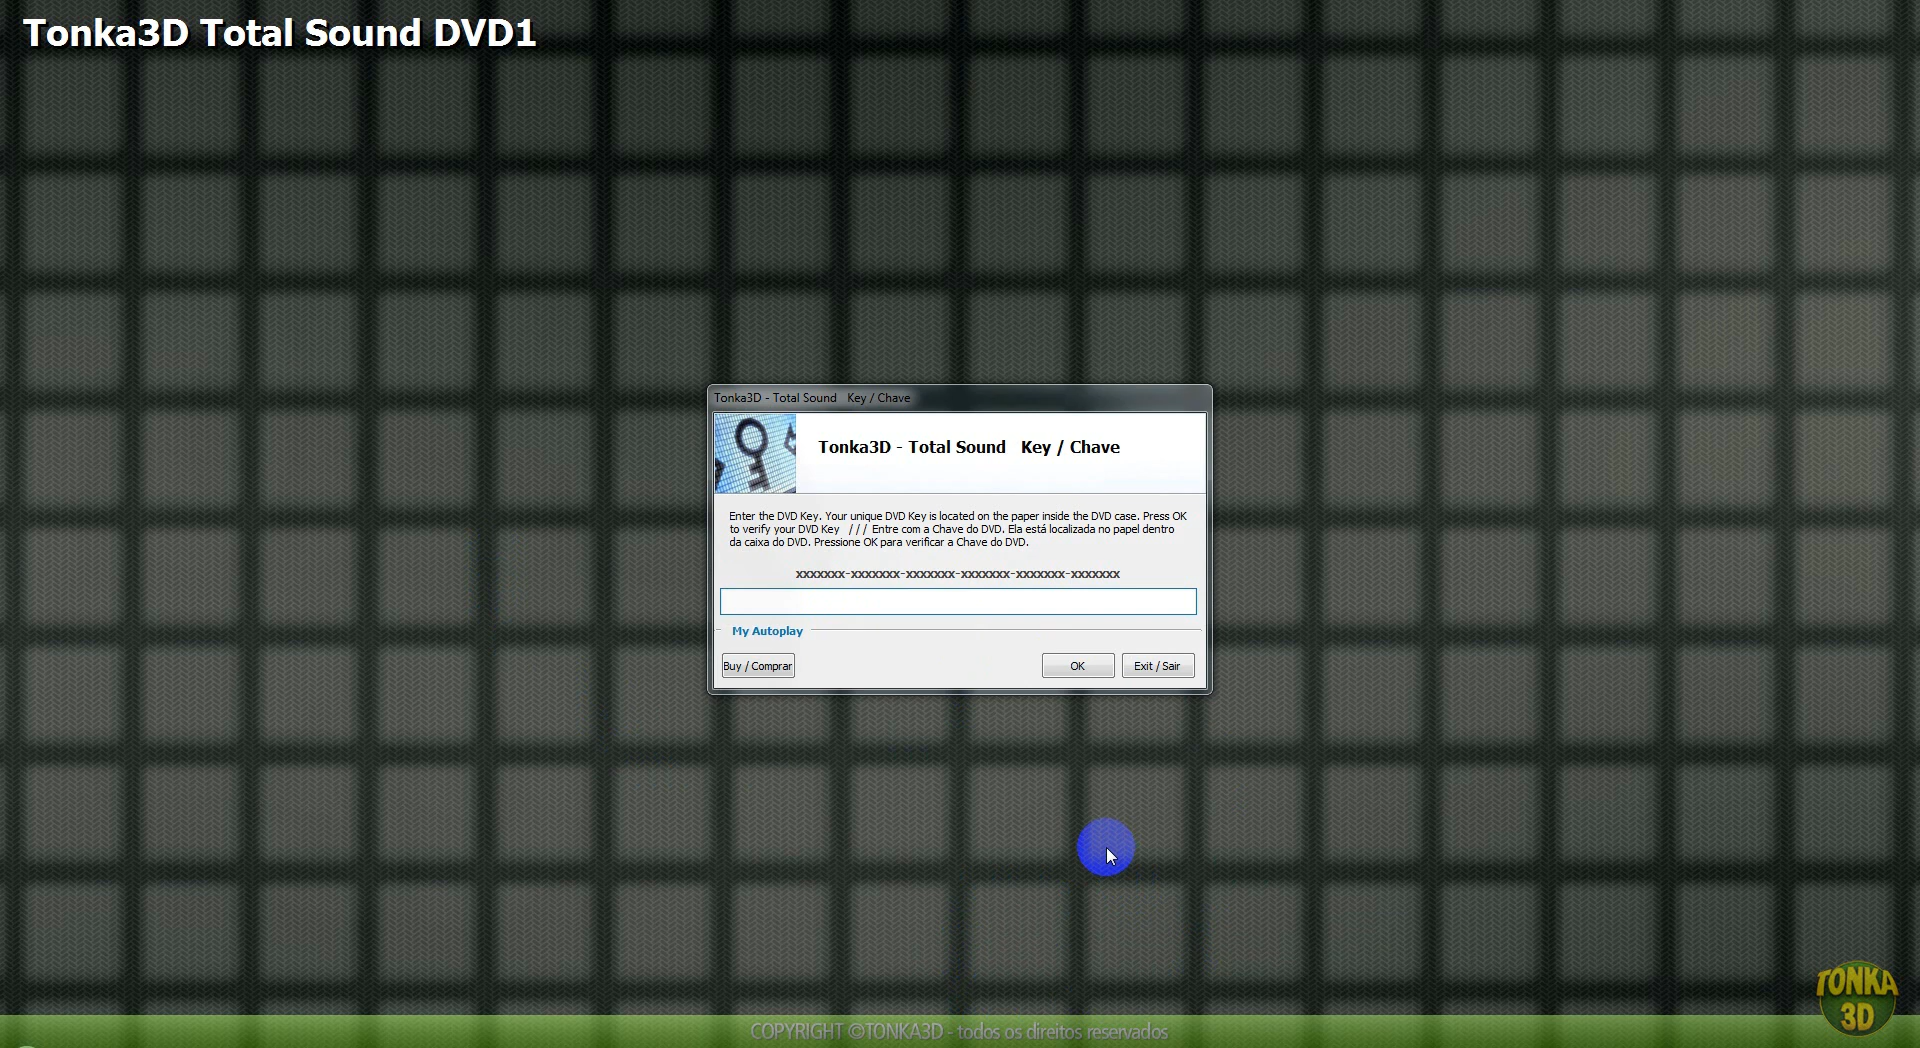 Tonka3D Total Sound DVD1
Tonka3D - Total Sound   Key / Chave
Tonka3D - Total Sound   Key / Chave
Enter the DVD Key. Your unique DVD Key is located on the paper inside the DVD case. Press OK
to verify your DVD Key   / / / Entre com a Chave do DVD. Ela está localizada no papel dentro
da caixa do DVD. Pressione OK para verificar a Chave do DVD.
xxxxxxx-xxxxxxx-xxxxxxx-xxxxxxx-xxxxxxx-xxxxxxx
My Autoplay
Buy / Comprar
OK
Exit / Sair
TONKA
3D
COPYRIGHT ©TONKA3D - todos os direitos reservados